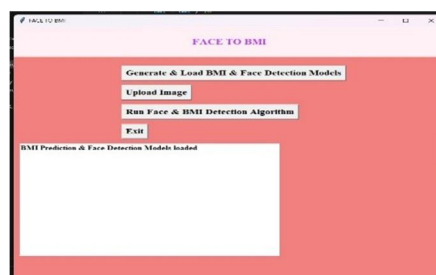 FACE TO BMI
FACE TO BMI
Generate & Load BMI & Face Detection Models
Upload Image
Run Face & BMI Detection Algorithm
Exit
BMI Prediction & Face Detection Models loaded